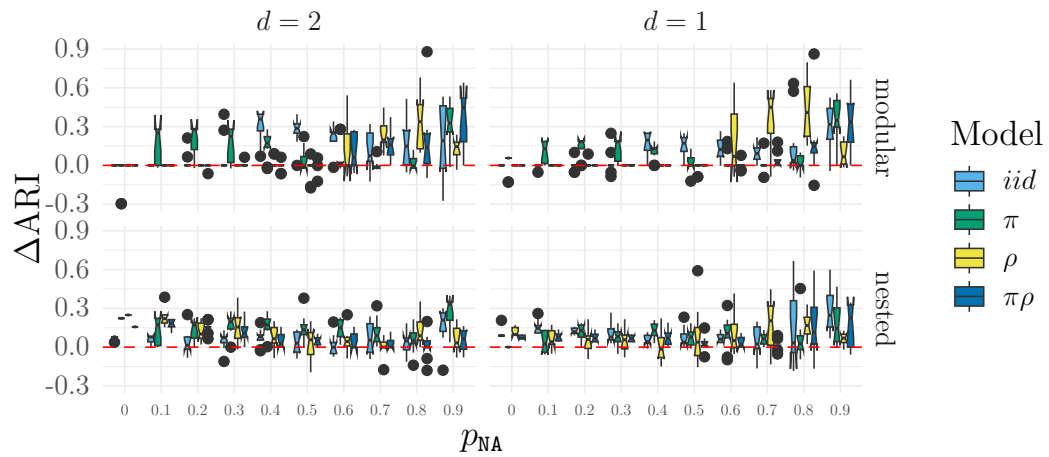 d = 2
d = 1
0.9
0.6
0.3
0.0
-0.3
modular
0.9
0.6
0.3
0.0
-0.3
nested
ΔARI
0 0.1 0.2 0.3 0.4 0.5 0.6 0.7 0.8 0.9
0 0.1 0.2 0.3 0.4 0.5 0.6 0.7 0.8 0.9
p_NA
Model
iid
π
ρ
πρ